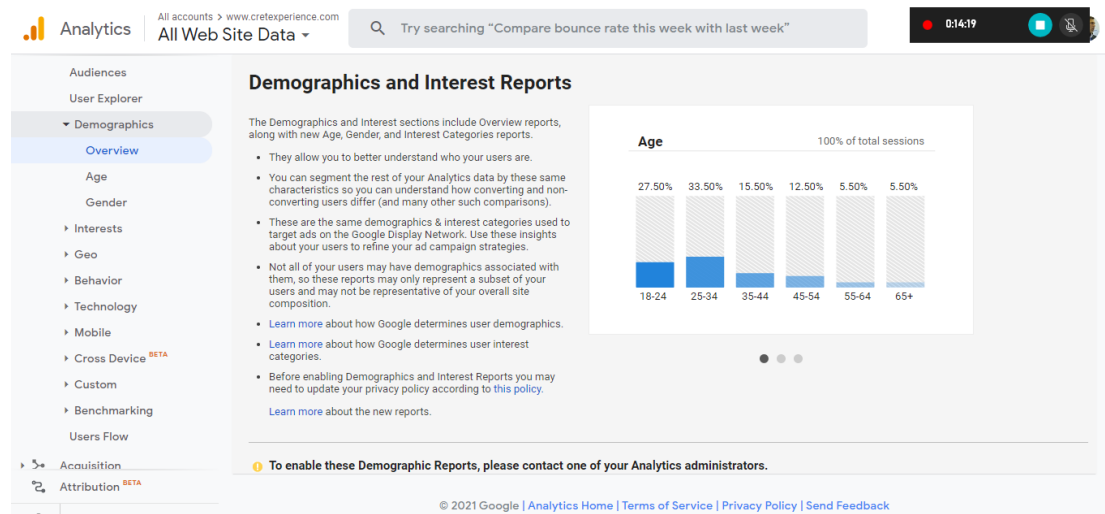 Analytics
All accounts > www.cretexperience.com
All Web Site Data
Try searching “Compare bounce rate this week with last week”
0:14:19
Audiences
User Explorer
Demographics
Overview
Age
Gender
Interests
Geo
Behavior
Technology
Mobile
Cross Device BETA
Custom
Benchmarking
Users Flow
Acquisition
Attribution BETA
Demographics and Interest Reports
The Demographics and Interest sections include Overview reports,
along with new Age, Gender, and Interest Categories reports.
• They allow you to better understand who your users are.
• You can segment the rest of your Analytics data by these same
characteristics so you can understand how converting and non-
converting users differ (and many other such comparisons).
• These are the same demographics & interest categories used to
target ads on the Google Display Network. Use these insights
about your users to refine your ad campaign strategies.
• Not all of your users may have demographics associated with
them, so these reports may only represent a subset of your
users and may not be representative of your overall site
composition.
• Learn more about how Google determines user demographics.
• Learn more about how Google determines user interest
categories.
• Before enabling Demographics and Interest Reports you may
need to update your privacy policy according to this policy.
Learn more about the new reports.
Age 100% of total sessions
27.50% 33.50% 15.50% 12.50% 5.50% 5.50%
18-24 25-34 35-44 45-54 55-64 65+
To enable these Demographic Reports, please contact one of your Analytics administrators.
© 2021 Google | Analytics Home | Terms of Service | Privacy Policy | Send Feedback